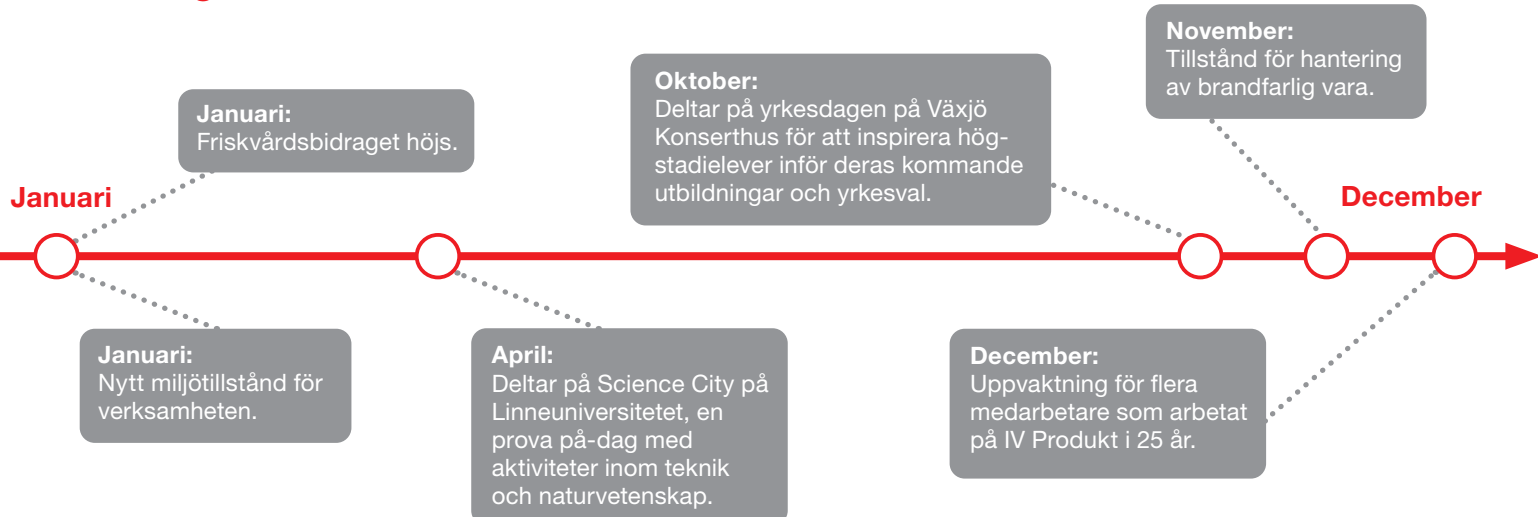 Januari
Januari:
Friskvårdsbidraget höjs.
Januari:
Nytt miljötillstånd för
verksamheten.
April:
Deltar på Science City på
Linneuniversitetet, en
prova på-dag med
aktiviteter inom teknik
och naturvetenskap.
Oktober:
Deltar på yrkesdagen på Växjö
Konserthus för att inspirera hög-
stadielever inför deras kommande
utbildningar och yrkesval.
November:
Tillstånd för hantering
av brandfarlig vara.
December
December:
Uppvaktning för flera
medarbetare som arbetat
på IV Produkt i 25 år.